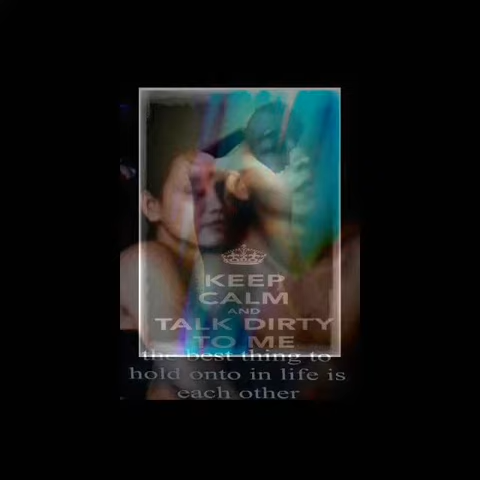 KEEP
CALM
AND
TALK DIRTY
TO ME
the best thing to
hold onto in life is
each other